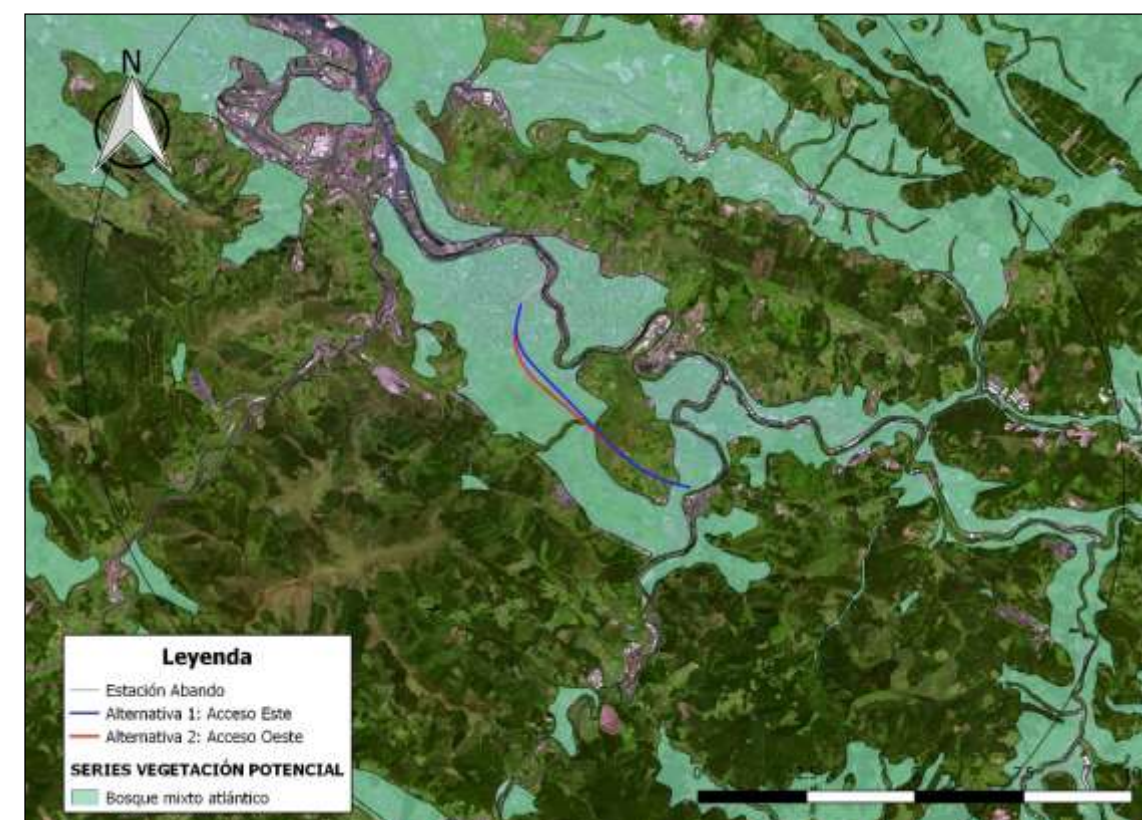 N
Leyenda
Estación Abando
Alternativa 1: Acceso Este
Alternativa 2: Acceso Oeste
SERIES VEGETACIÓN POTENCIAL
Bosque mixto atlántico